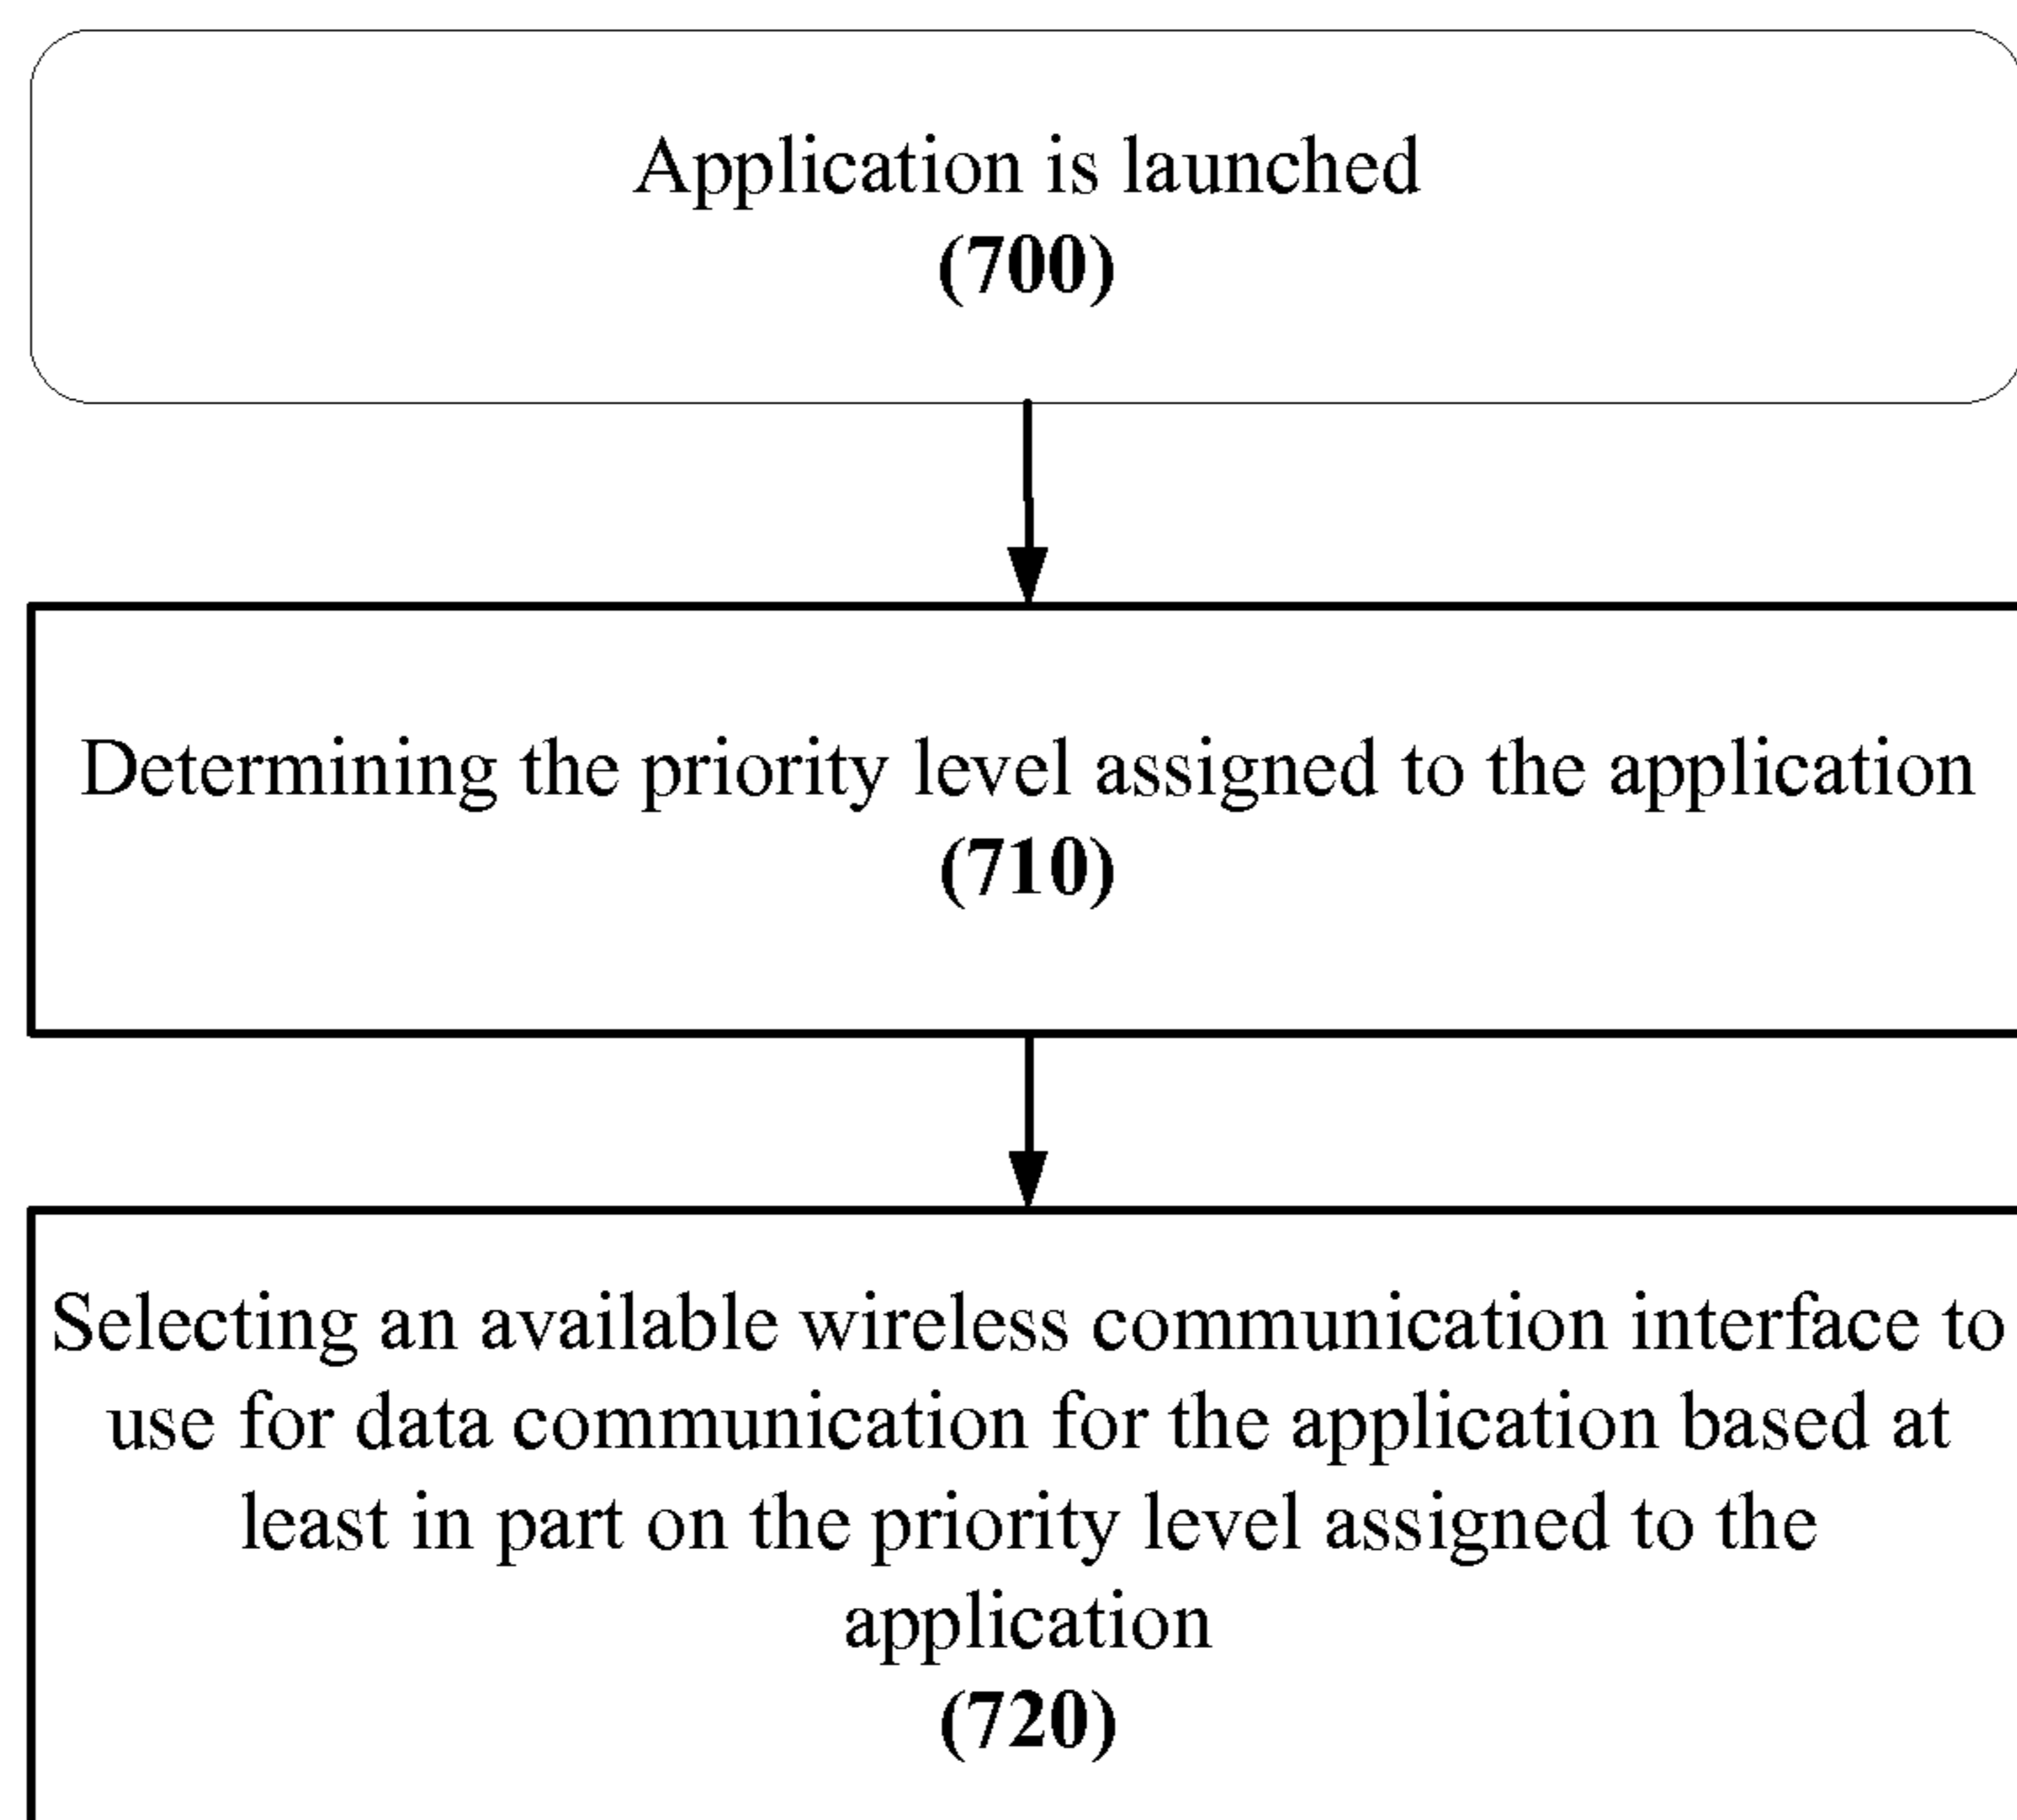 Application is launched
(700)
Determining the priority level assigned to the application
(710)
Selecting an available wireless communication interface to
use for data communication for the application based at
least in part on the priority level assigned to the
application
(720)